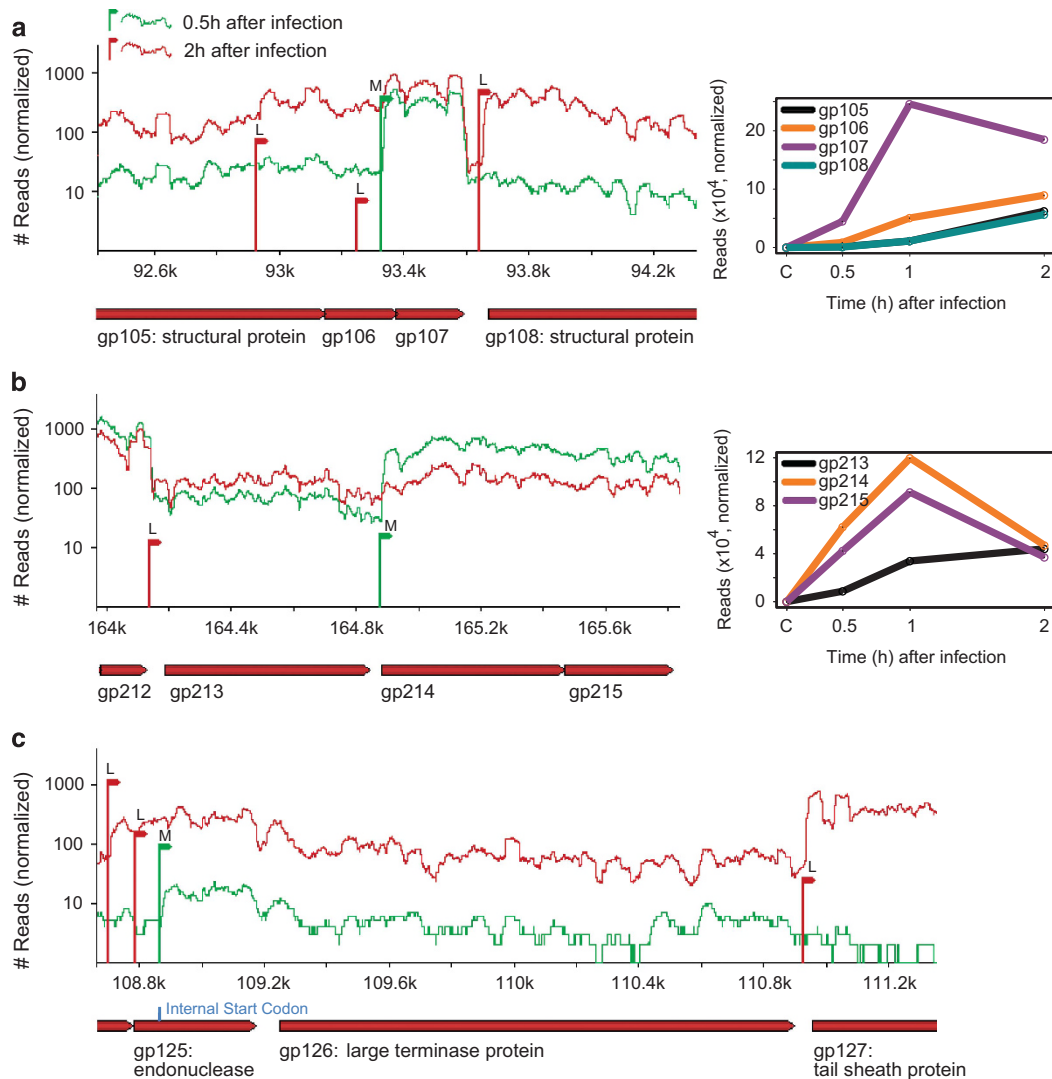 a
0.5h after infection
2h after infection
# Reads (normalized)
1000
100
10
L
L
M
L
92.6k
93k
93.4k
93.8k
94.2k
gp105: structural protein
gp106
gp107
gp108: structural protein
Reads (x10⁴, normalized)
20
10
0
gp105
gp106
gp107
gp108
C
0.5
1
2
Time (h) after infection
b
# Reads (normalized)
1000
100
10
L
M
164k
164.4k
164.8k
165.2k
165.6k
gp212
gp213
gp214
gp215
Reads (x10⁴, normalized)
12
8
4
0
gp213
gp214
gp215
C
0.5
1
2
Time (h) after infection
c
# Reads (normalized)
1000
100
10
L
L
M
L
108.8k
109.2k
109.6k
110k
110.4k
110.8k
111.2k
Internal Start Codon
gp125:
endonuclease
gp126: large terminase protein
gp127:
tail sheath protein